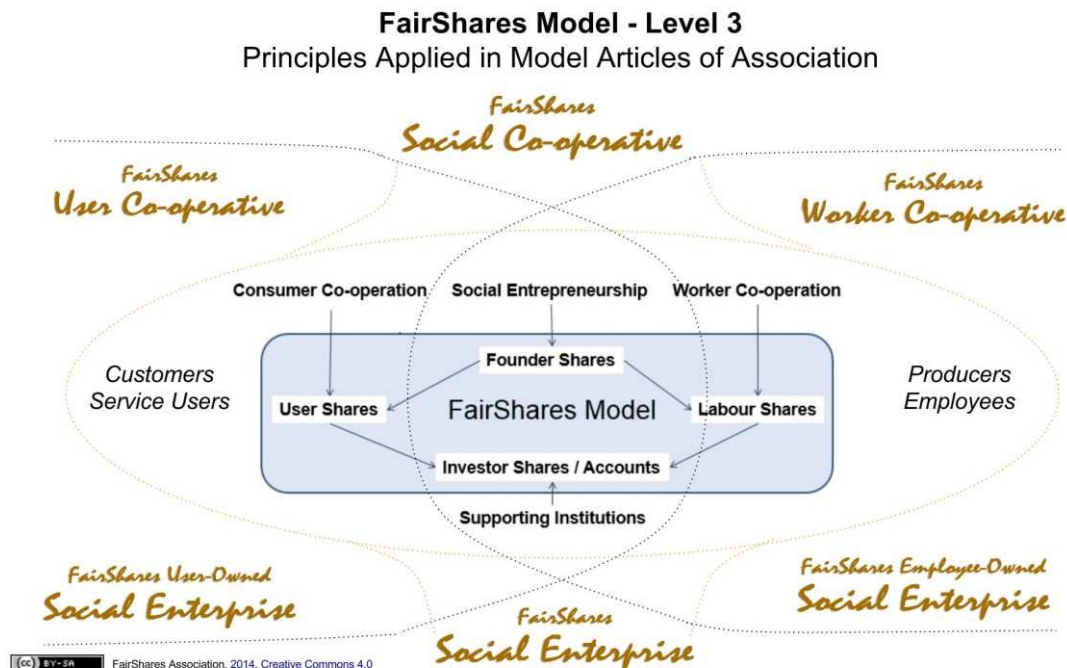 FairShares Model - Level 3
Principles Applied in Model Articles of Association
FairShares
Social Co-operative
FairShares
User Co-operative
FairShares
Worker Co-operative
Consumer Co-operation
Social Entrepreneurship
Worker Co-operation
Customers
Service Users
Founder Shares
Producers
Employees
User Shares
FairShares Model
Labour Shares
Investor Shares / Accounts
Supporting Institutions
FairShares User-Owned
Social Enterprise
FairShares
Social Enterprise
FairShares Employee-Owned
Social Enterprise
(cc) BY-SA
FairShares Association, 2014, Creative Commons 4.0